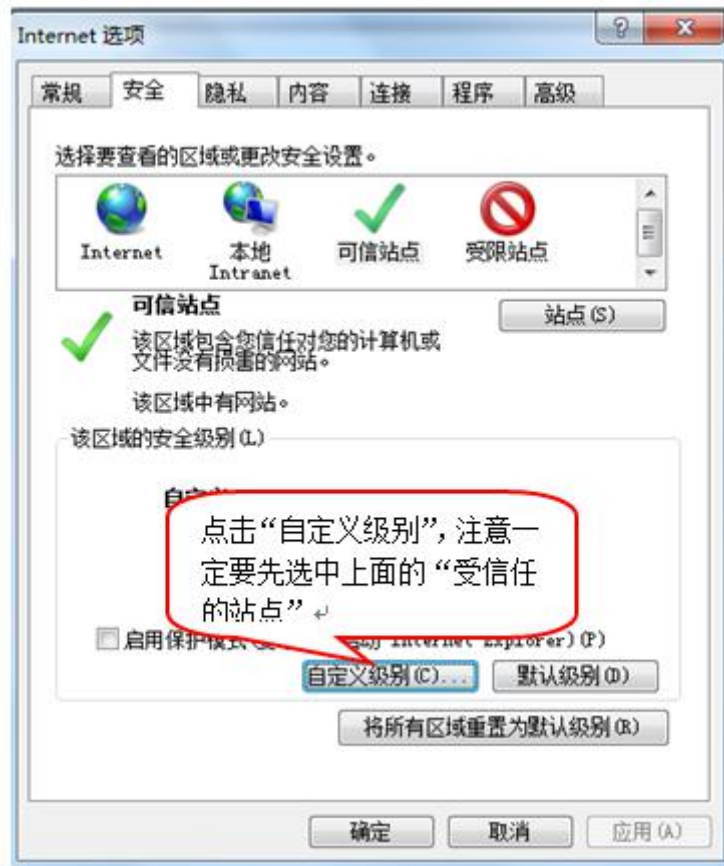 Internet 选项
常规 安全 隐私 内容 连接 程序 高级
选择要查看的区域或更改安全设置。
Internet 本地 可信站点 受限站点
Intranet
可信站点
站点(S)
该区域包含您信任对您的计算机或
文件没有损害的网站。
该区域中有网站。
该区域的安全级别(L)
点击“自定义级别”,注意一
定要先选中上面的“受信任
的站点”
启用保护模式 Internet Explorer)(P)
自定义级别(C)... 默认级别(D)
将所有区域重置为默认级别(R)
确定 取消 应用(A)